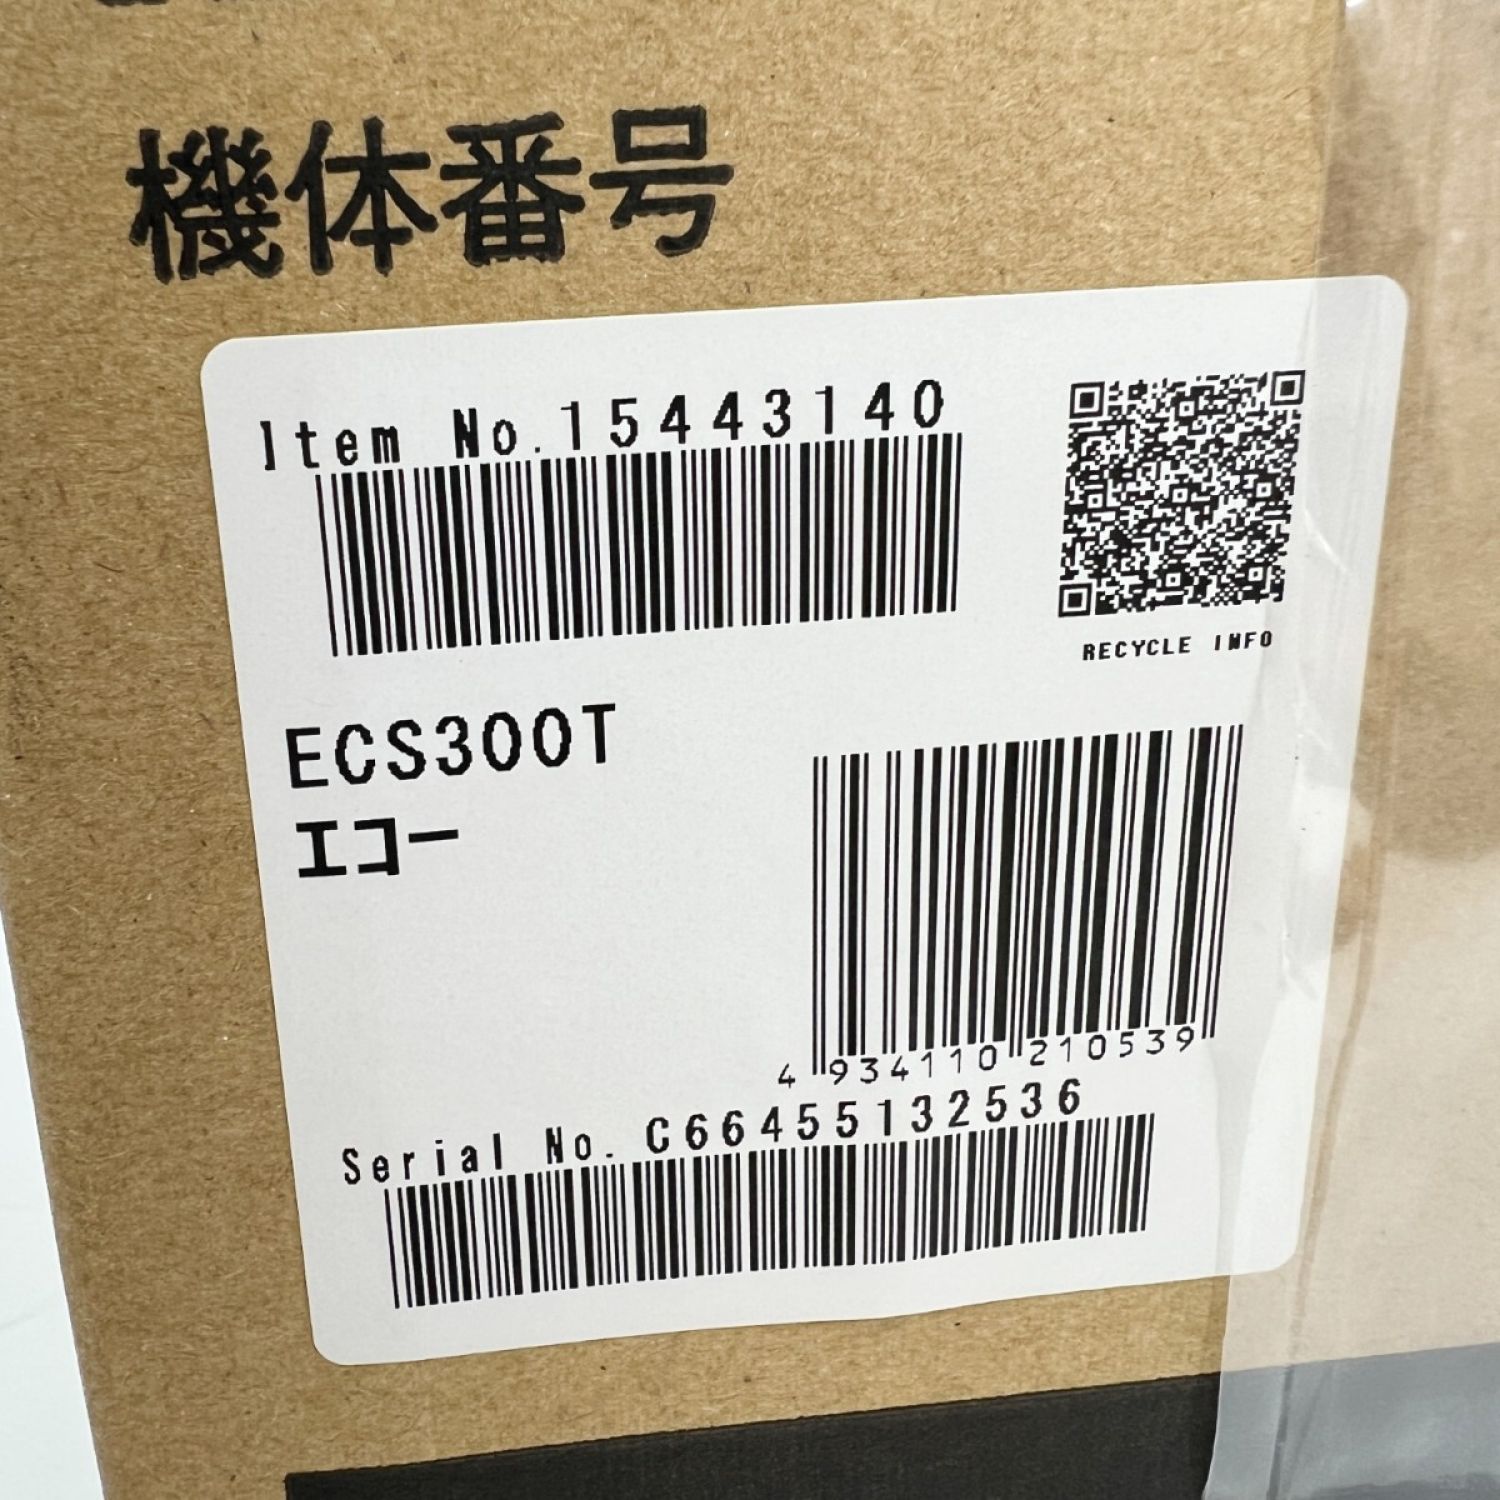 機体番号
Item No.15443140
RECYCLE INFO
ECS300T
エコー
4 934110 210539
Serial No. C66455132536